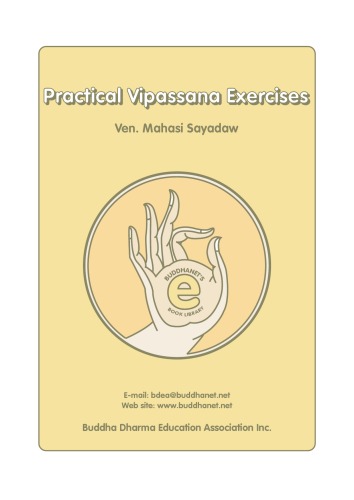 Practical Vipassana Exercises
Ven. Mahasi Sayadaw
BUDDHANET'S
e
BOOK LIBRARY
E-mail: bdea@buddhanet.net
Web site: www.buddhanet.net
Buddha Dharma Education Association Inc.